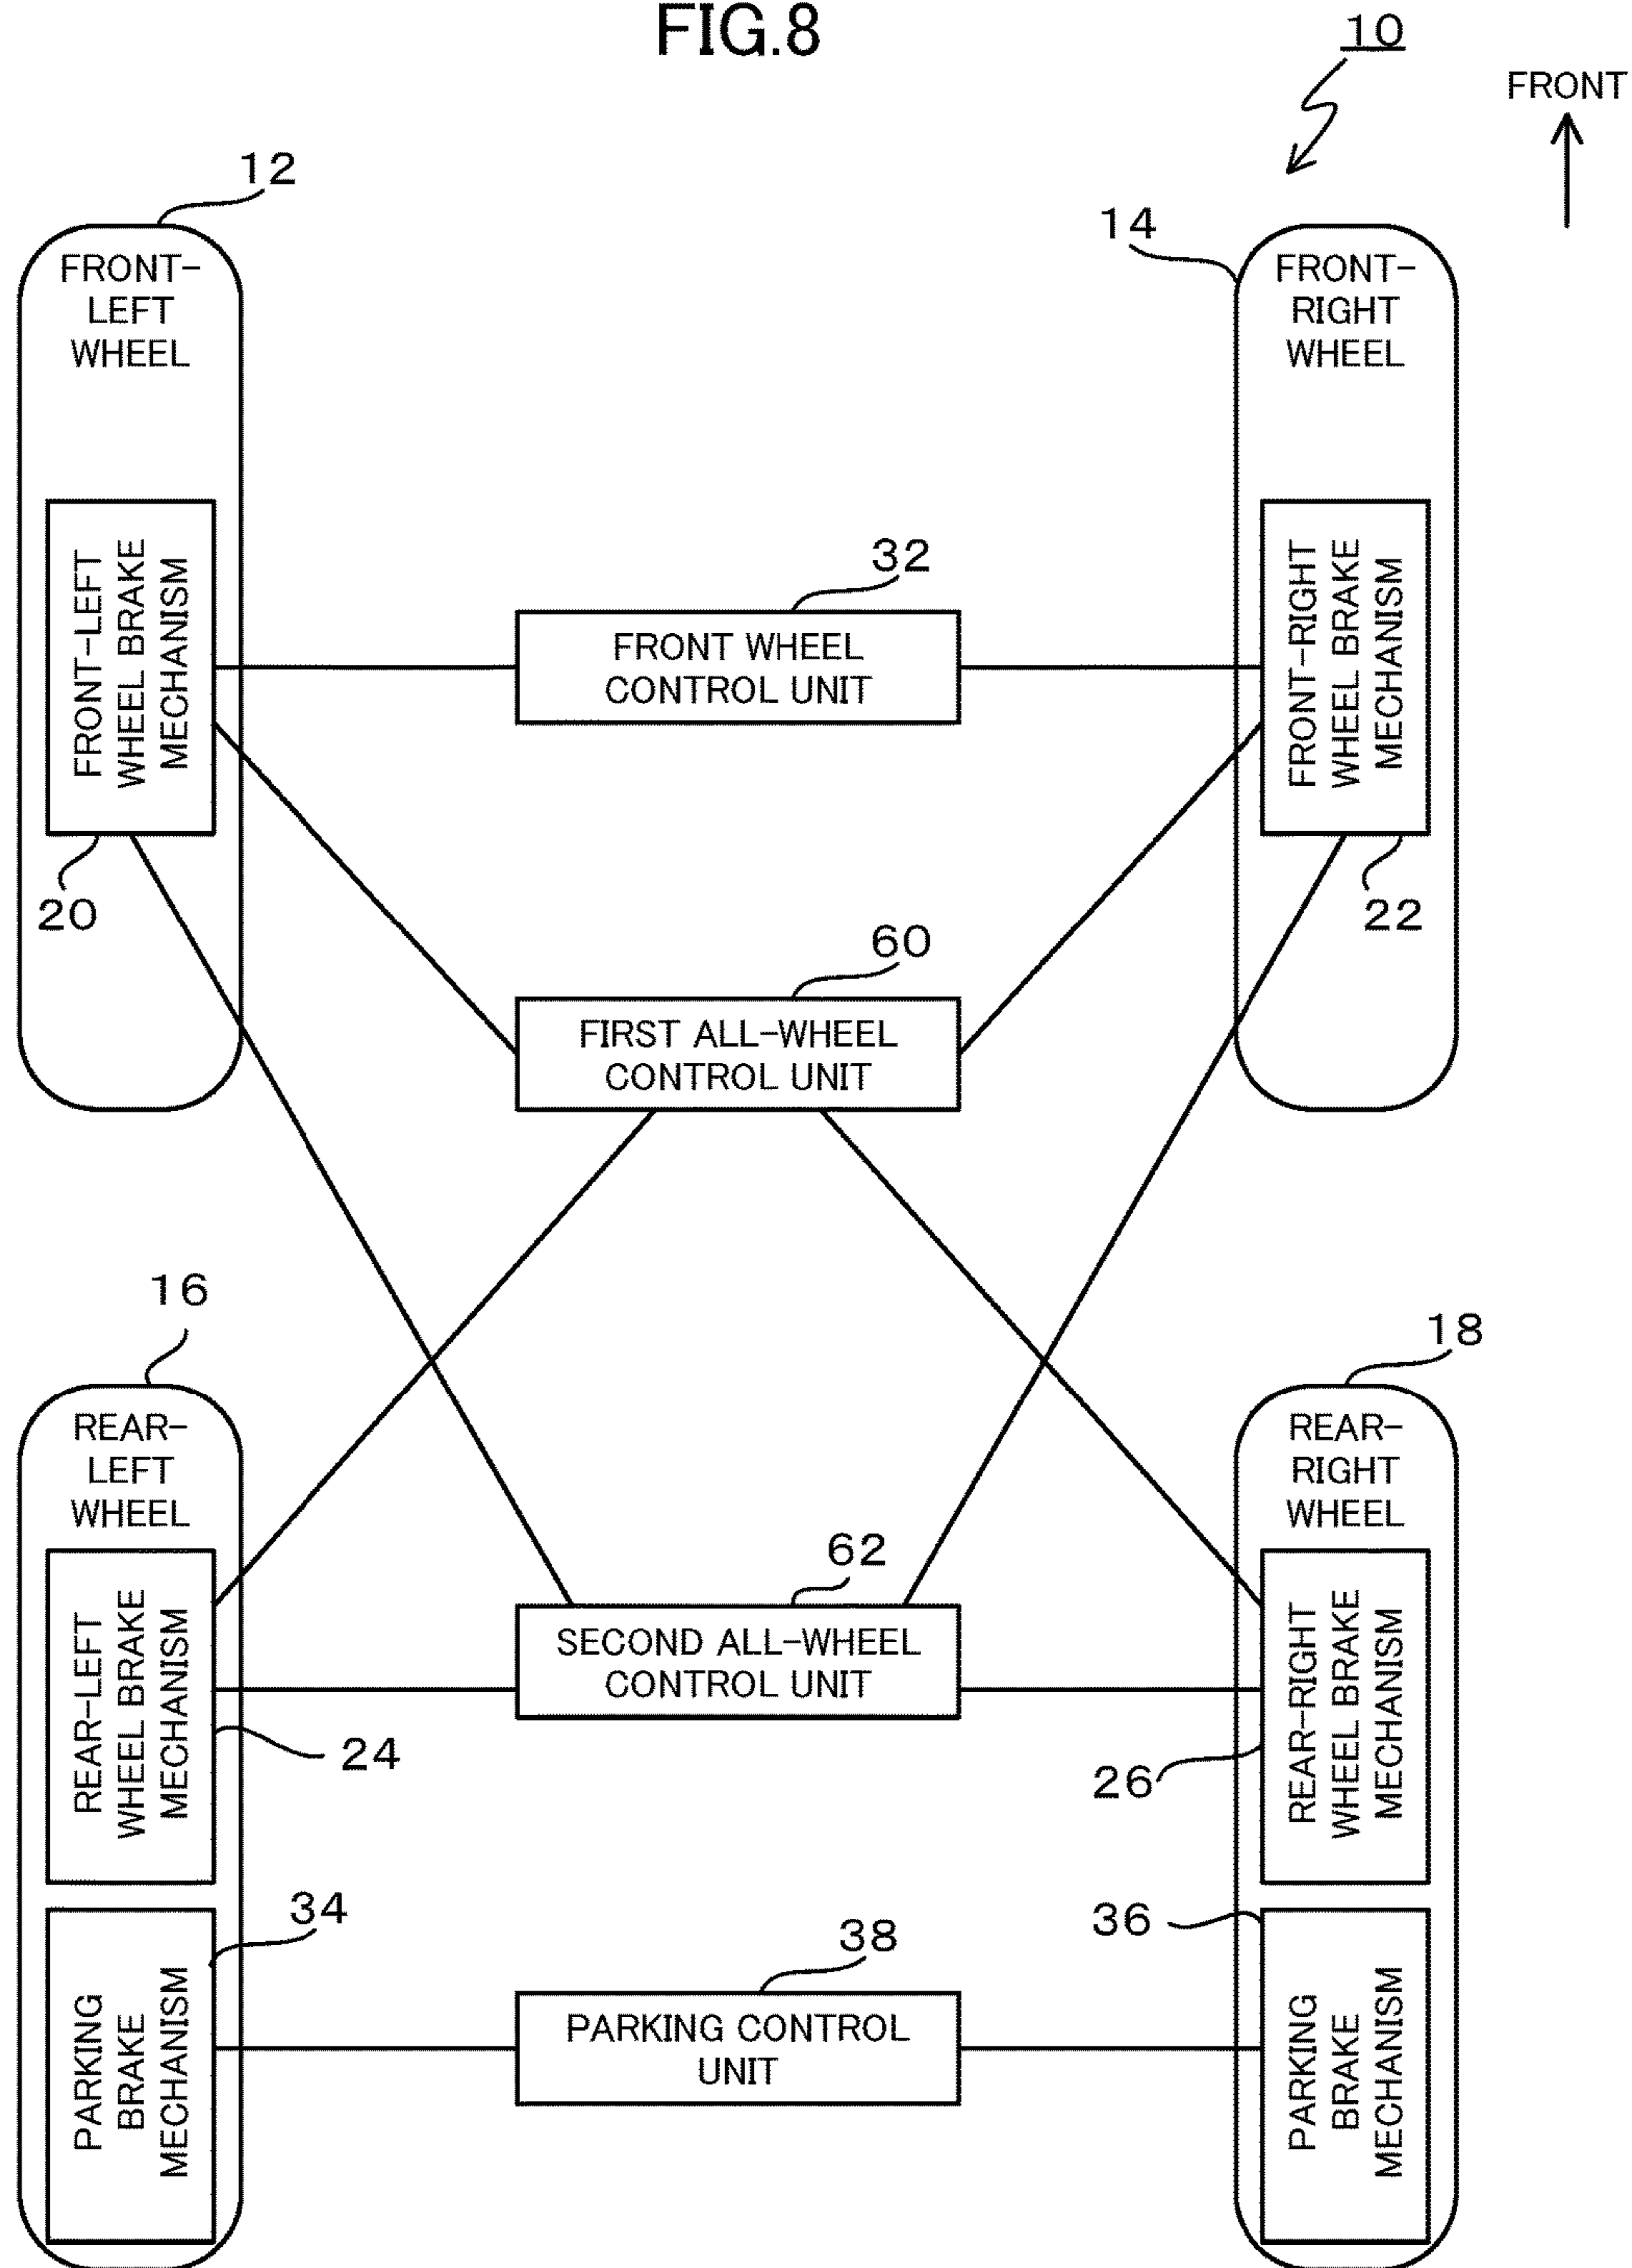 FIG.8
10
FRONT
12
14
FRONT-
LEFT
WHEEL
FRONT-
RIGHT
WHEEL
FRONT-LEFT
WHEEL BRAKE
MECHANISM
32
FRONT WHEEL
CONTROL UNIT
FRONT-RIGHT
WHEEL BRAKE
MECHANISM
20
22
60
FIRST ALL-WHEEL
CONTROL UNIT
16
18
REAR-
LEFT
WHEEL
REAR-
RIGHT
WHEEL
REAR-LEFT
WHEEL BRAKE
MECHANISM
62
SECOND ALL-WHEEL
CONTROL UNIT
REAR-RIGHT
WHEEL BRAKE
MECHANISM
24
26
34
36
PARKING
BRAKE
MECHANISM
38
PARKING CONTROL
UNIT
PARKING
BRAKE
MECHANISM